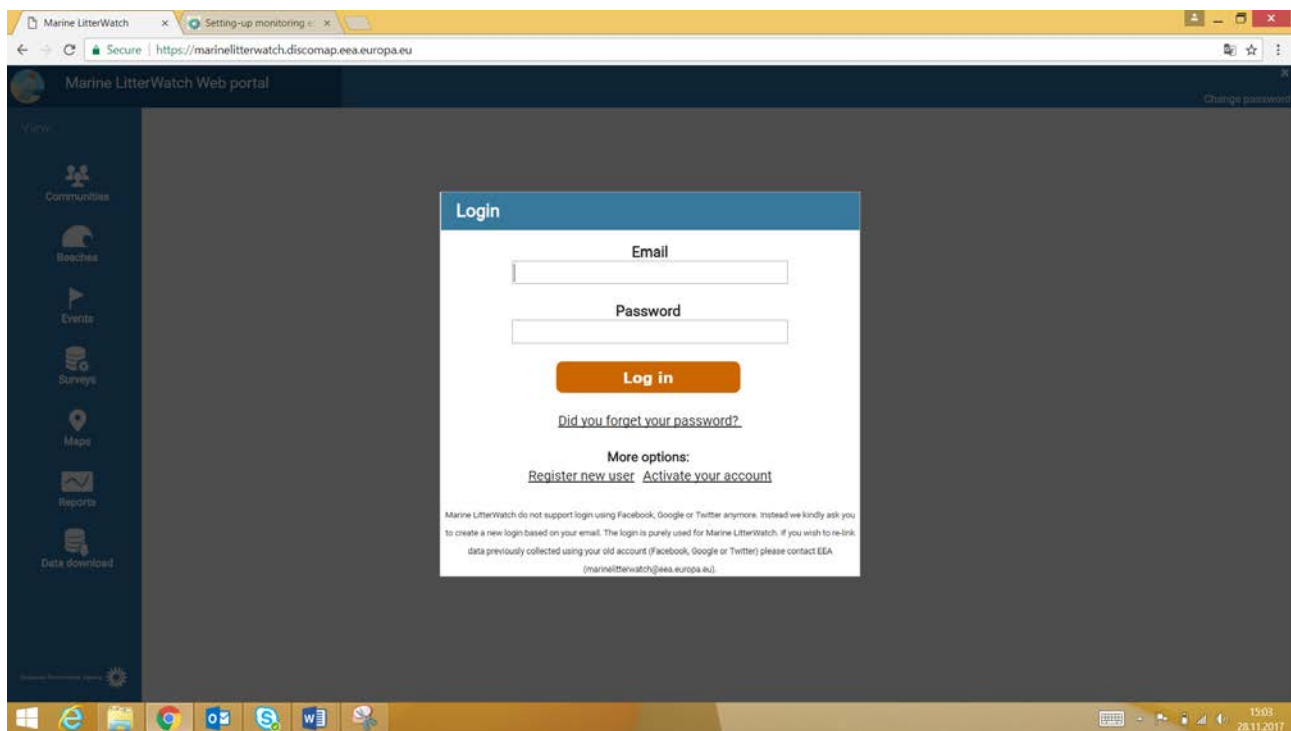 Marine LitterWatch
Setting-up monitoring e
Secure | https://marinelitterwatch.discomap.eea.europa.eu
Marine LitterWatch Web portal
Change password
View:
Communities
Beaches
Events
Surveys
Maps
Reports
Data download
Login
Email
Password
Log in
Did you forget your password?
More options:
Register new user Activate your account
Marine LitterWatch do not support login using Facebook, Google or Twitter anymore. Instead we kindly ask you
to create a new login based on your email. The login is purely used for Marine LitterWatch. If you wish to re-link
data previously collected using your old account (Facebook, Google or Twitter) please contact EEA
(marinelitterwatch@eea.europa.eu).
15:03
28.11.2017